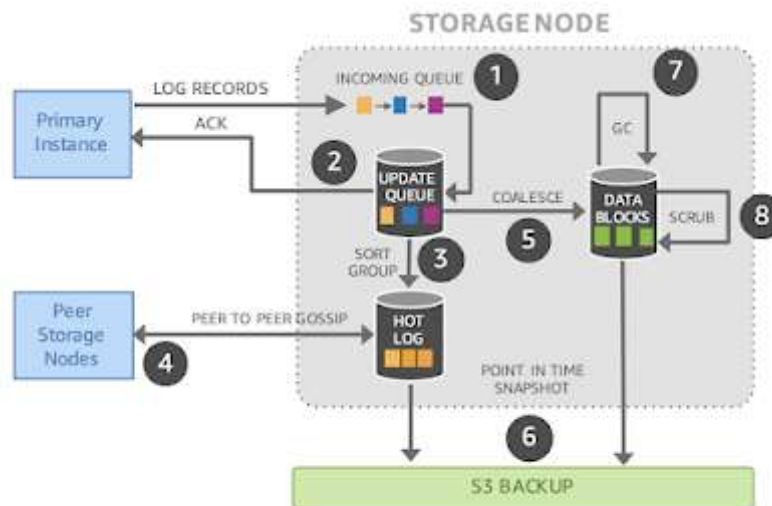 STORAGE NODE
INCOMING QUEUE
1
7
LOG RECORDS
Primary
Instance
ACK
GC
2
UPDATE
QUEUE
COALESCE
DATA
BLOCKS
SCRUB
8
5
3
SORT
GROUP
Peer
Storage
Nodes
PEER TO PEER GOSSIP
HOT
LOG
4
POINT IN TIME
SNAPSHOT
6
S3 BACKUP